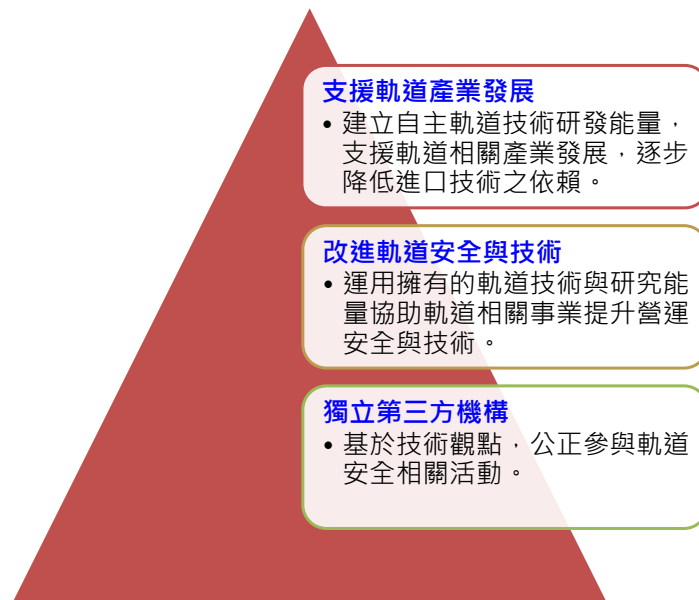 支援軌道產業發展
• 建立自主軌道技術研發能量，
支援軌道相關產業發展，逐步
降低進口技術之依賴。
改進軌道安全與技術
• 運用擁有的軌道技術與研究能
量協助軌道相關事業提升營運
安全與技術。
獨立第三方機構
• 基於技術觀點，公正參與軌道
安全相關活動。